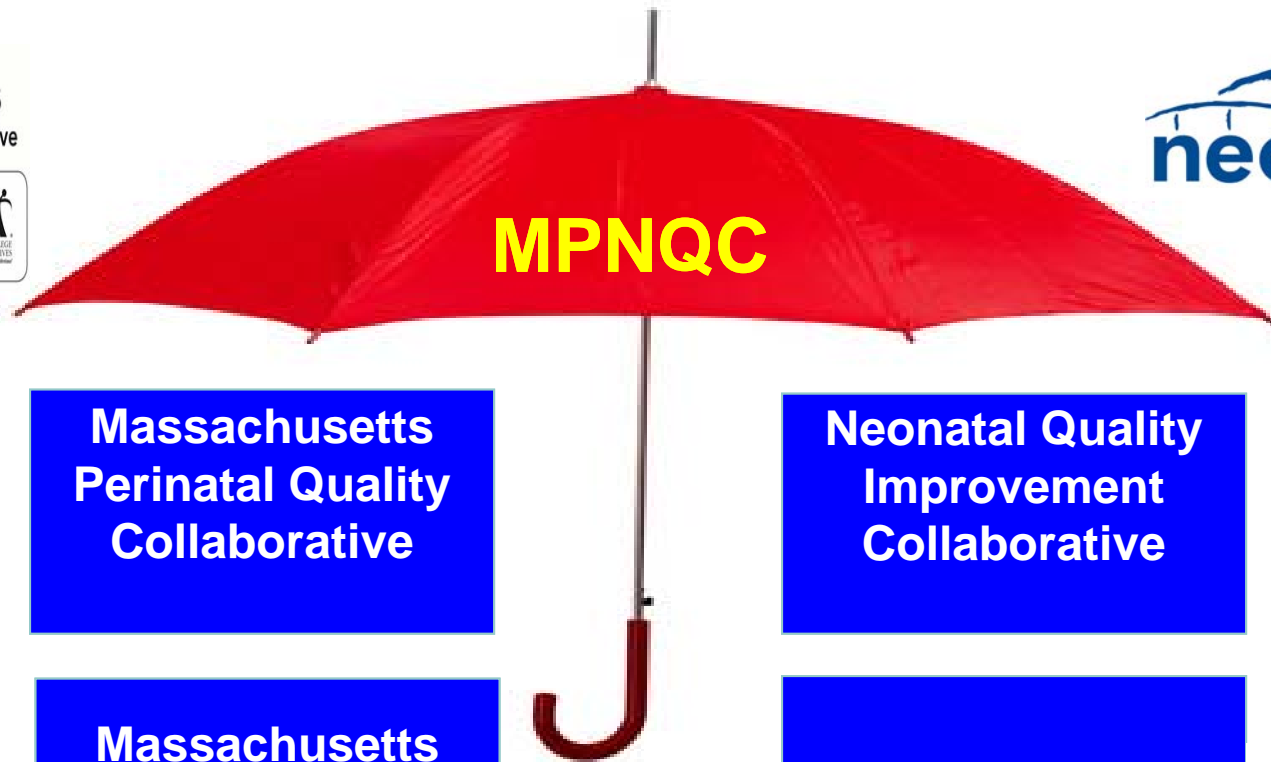 MPNQC
Massachusetts
Perinatal Quality
Collaborative
Neonatal Quality
Improvement
Collaborative
Massachusetts